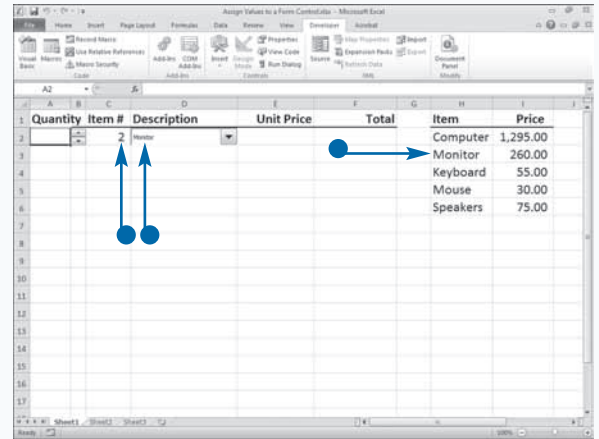 Assign Values to a Form Control.xlsx - Microsoft Excel
File Home Insert Page Layout Formulas Data Review View Developer Acrobat
Visual Basic Macros Record Macro Use Relative References Macro Security Add-Ins COM Add-Ins Insert Design Mode Properties View Code Run Dialog Source Map Properties Expansion Packs Refresh Data Import Export Document Panel
Code Add-Ins Controls XML Modify
A2 fx
A B C D E F G H I J
1 Quantity Item # Description Unit Price Total Item Price
2 2 Monitor Computer 1,295.00
3 Monitor 260.00
4 Keyboard 55.00
5 Mouse 30.00
6 Speakers 75.00
7
8
9
10
11
12
13
14
15
16
17
Sheet1 Sheet2 Sheet3
Ready 100%